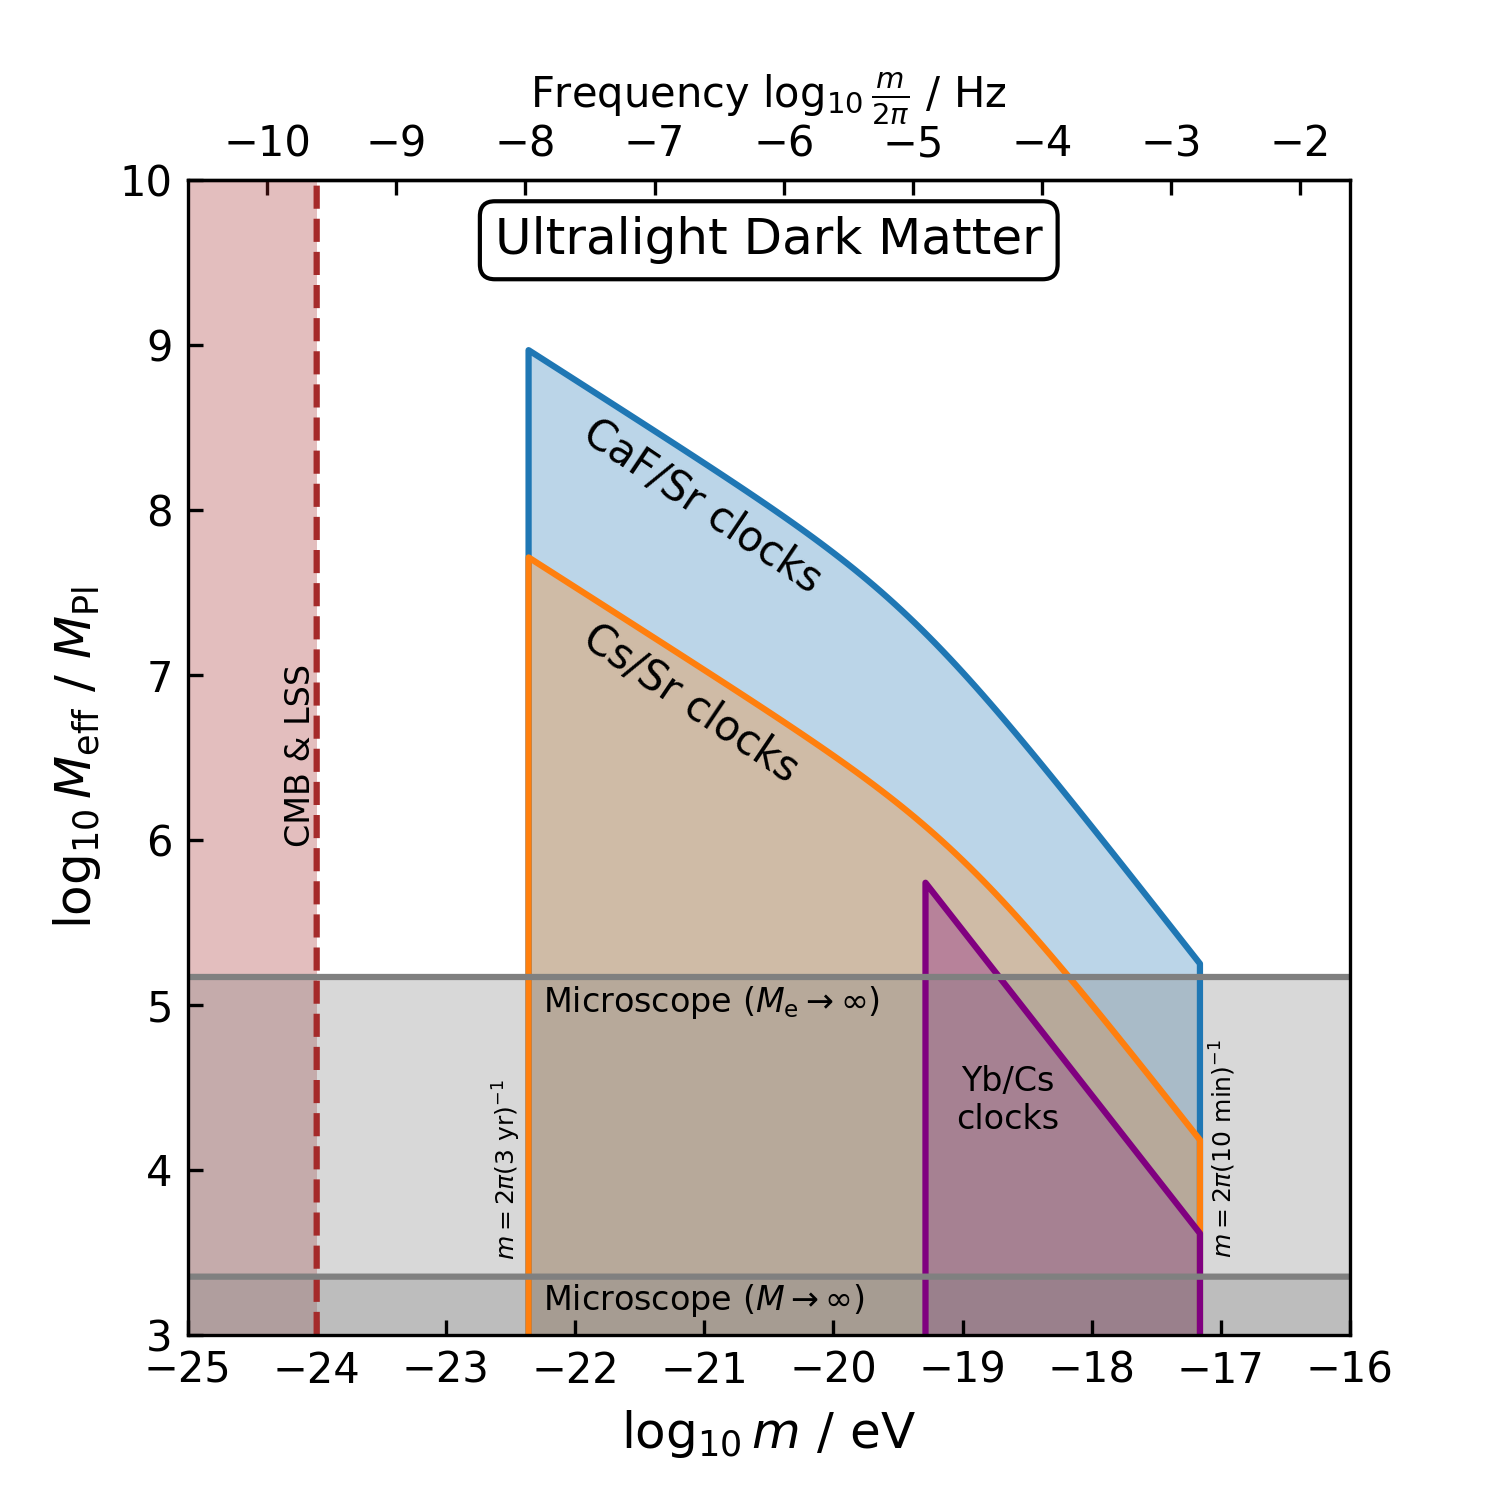 Frequency log₁₀ m/2π / Hz
−10 −9 −8 −7 −6 −5 −4 −3 −2
Ultralight Dark Matter
10
9
8
7
6
5
4
3
log₁₀ M_eff / M_Pl
CMB & LSS
CaF/Sr clocks
Cs/Sr clocks
Microscope (M_e → ∞)
Yb/Cs
clocks
m = 2π(3 yr)⁻¹
m = 2π(10 min)⁻¹
Microscope (M → ∞)
−25 −24 −23 −22 −21 −20 −19 −18 −17 −16
log₁₀ m / eV